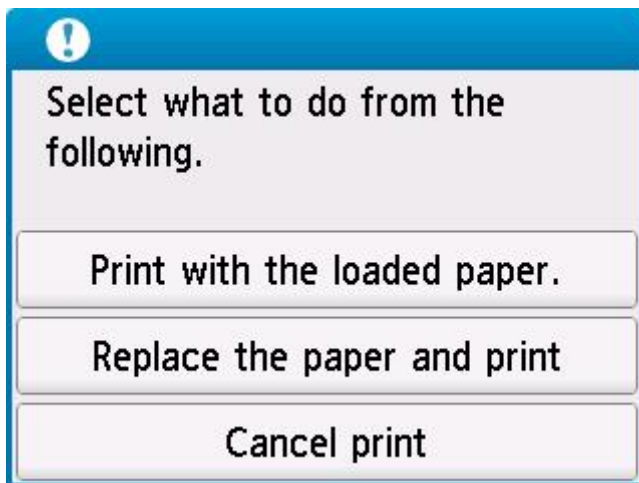 Select what to do from the
following.
Print with the loaded paper.
Replace the paper and print
Cancel print